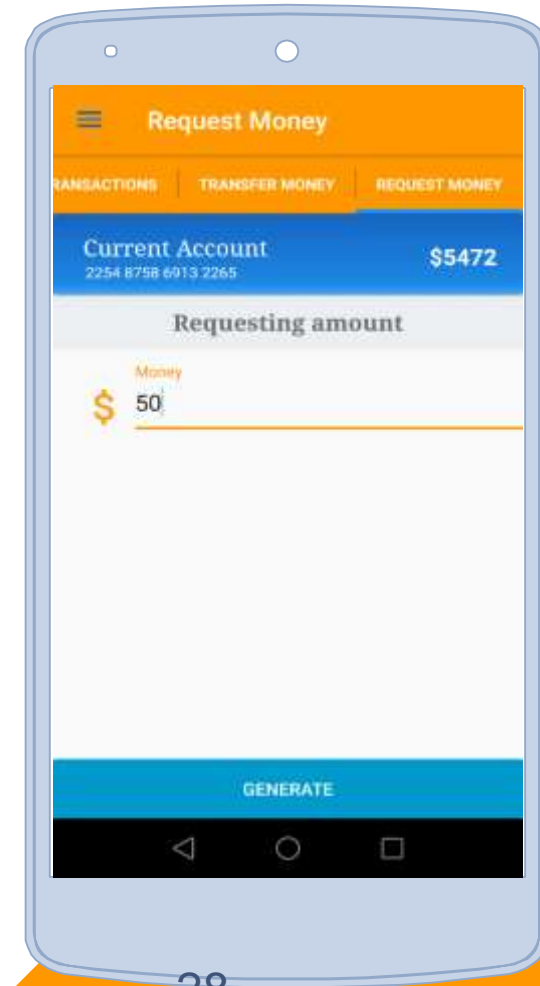 Request Money
RANSACTIONS TRANSFER MONEY REQUEST MONEY
Current Account $5472
2254 8758 6913 2265
Requesting amount
Money
$ 50
GENERATE
28